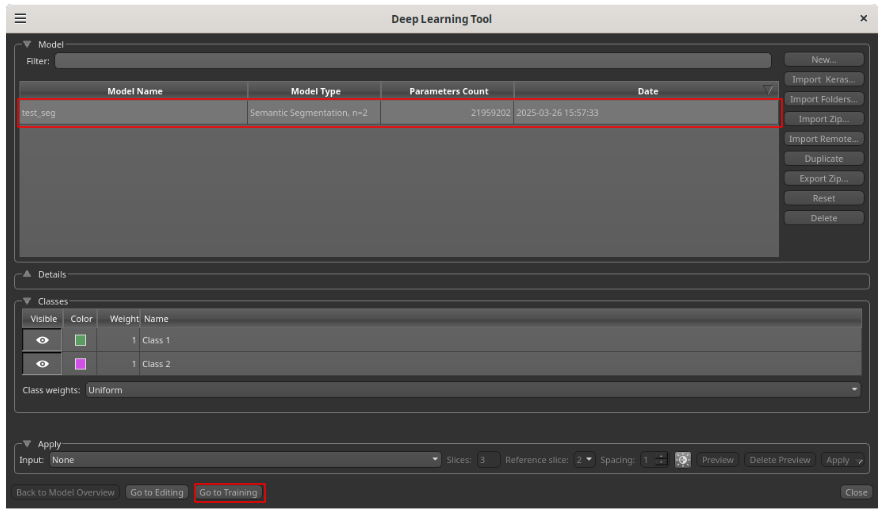 Deep Learning Tool
Model
Filter:
New...
Import Keras...
Import Folders...
Import Zip...
Import Remote...
Duplicate
Export Zip...
Reset
Delete
Model Name Model Type Parameters Count Date
test_seg Semantic Segmentation, n=2 21959202 2025-03-26 15:57:33
Details
Classes
Visible Color Weight Name
1 Class 1
1 Class 2
Class weights: Uniform
Apply
Input: None Slices: 3 Reference slice: 2 Spacing: 1 Preview Delete Preview Apply
Back to Model Overview Go to Editing Go to Training Close